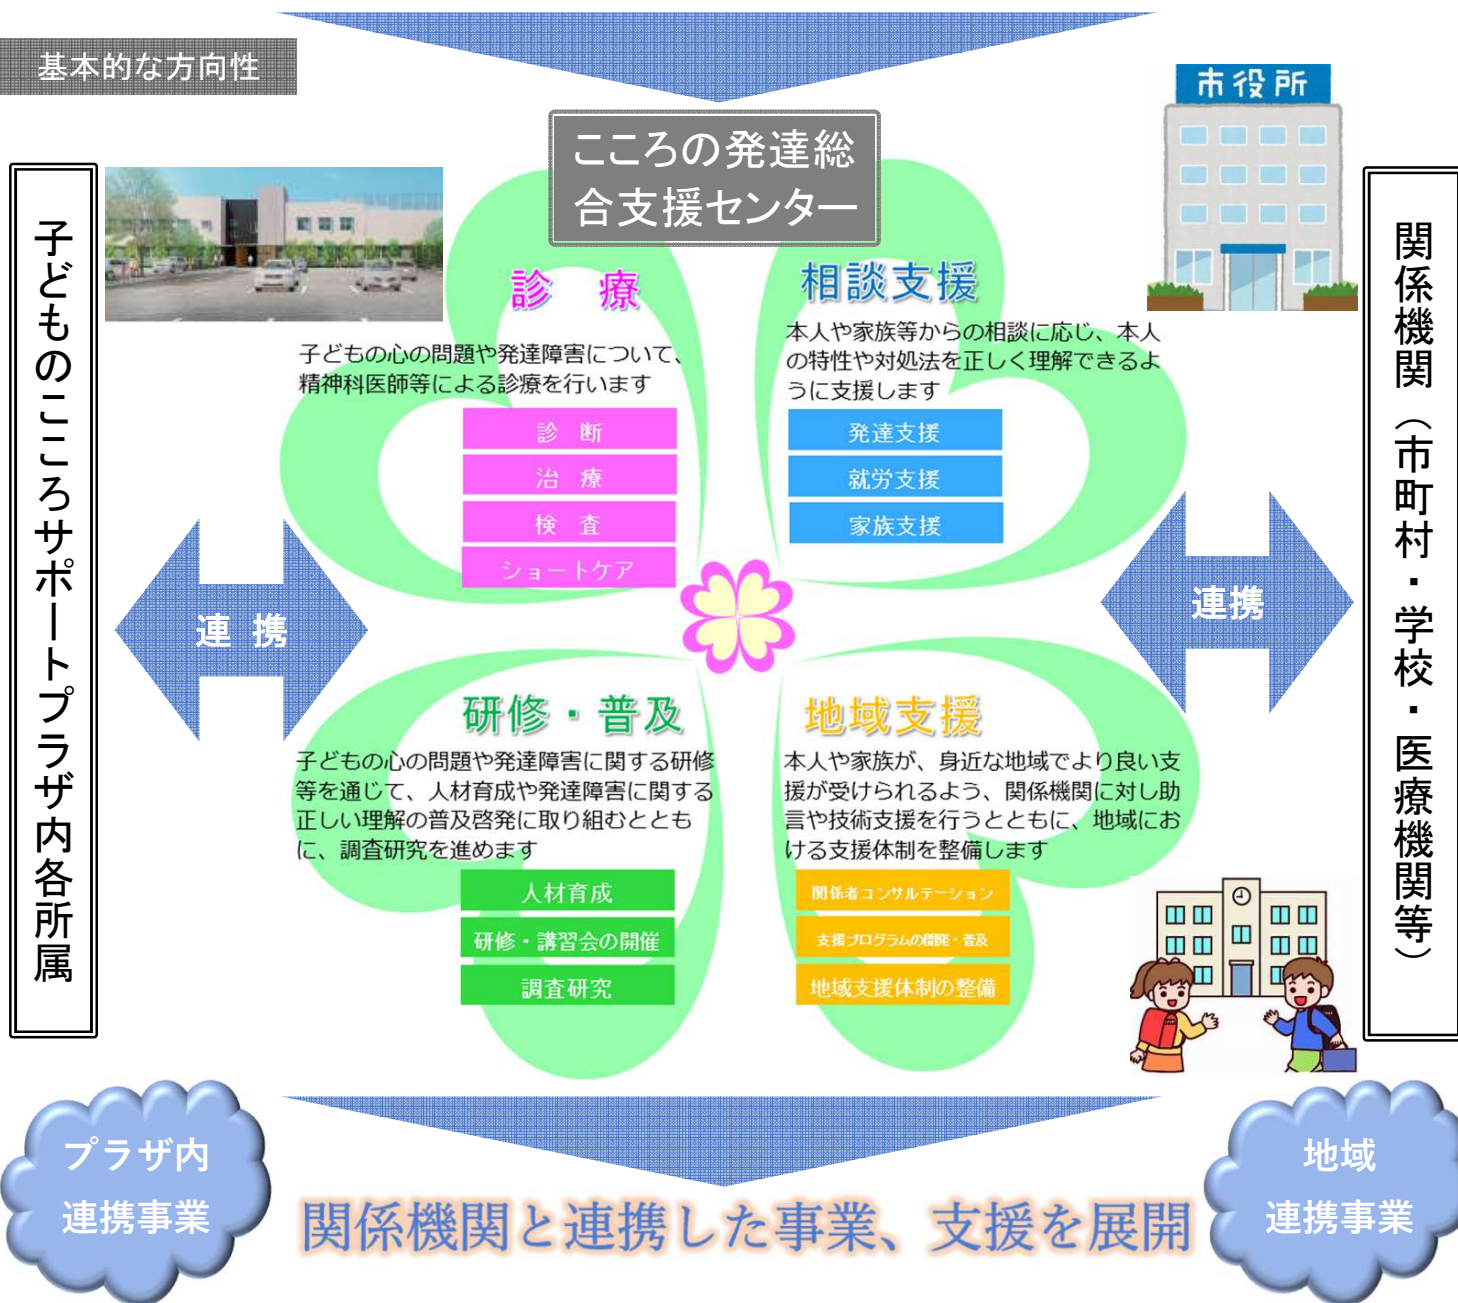 基本的な方向性
市役所
こころの発達総
合支援センター
子どものこころサポートプラザ内各所属
関係機関（市町村・学校・医療機関等）
診　療
子どもの心の問題や発達障害について、
精神科医師等による診療を行います
診　断
治　療
検　査
ショートケア
相談支援
本人や家族等からの相談に応じ、本人
の特性や対処法を正しく理解できるよ
うに支援します
発達支援
就労支援
家族支援
連 携
連携
研修・普及
子どもの心の問題や発達障害に関する研修
等を通じて、人材育成や発達障害に関する
正しい理解の普及啓発に取り組むととも
に、調査研究を進めます
人材育成
研修・講習会の開催
調査研究
地域支援
本人や家族が、身近な地域でより良い支
援が受けられるよう、関係機関に対し助
言や技術支援を行うとともに、地域にお
ける支援体制を整備します
関係者コンサルテーション
支援プログラムの開発・普及
地域支援体制の整備
プラザ内
連携事業
関係機関と連携した事業、支援を展開
地域
連携事業